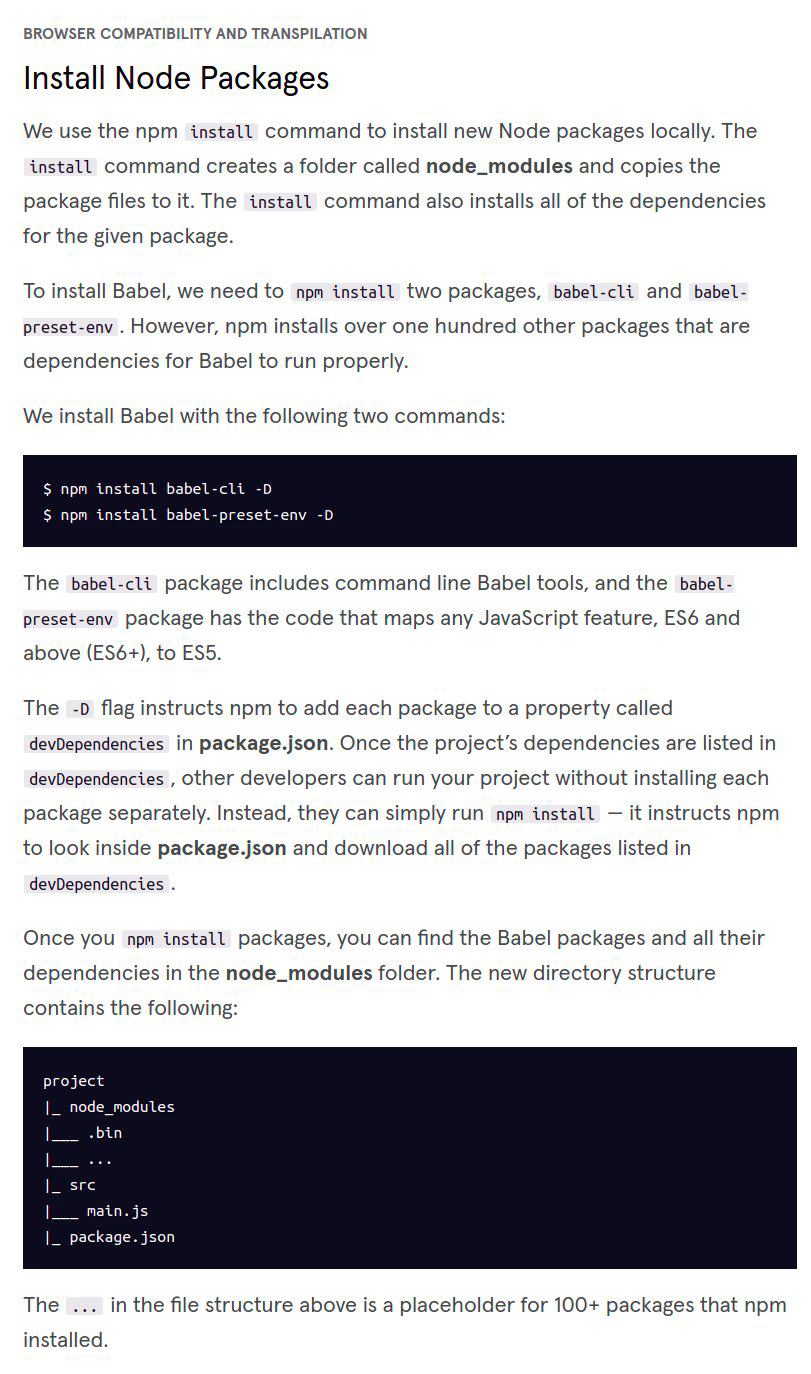 BROWSER COMPATIBILITY AND TRANSPILATION
Install Node Packages
We use the npm install command to install new Node packages locally. The
install command creates a folder called node_modules and copies the
package files to it. The install command also installs all of the dependencies
for the given package.
To install Babel, we need to npm install two packages, babel-cli and babel-
preset-env. However, npm installs over one hundred other packages that are
dependencies for Babel to run properly.
We install Babel with the following two commands:
$ npm install babel-cli -D
$ npm install babel-preset-env -D
The babel-cli package includes command line Babel tools, and the babel-
preset-env package has the code that maps any JavaScript feature, ES6 and
above (ES6+), to ES5.
The -D flag instructs npm to add each package to a property called
devDependencies in package.json. Once the project’s dependencies are listed in
devDependencies, other developers can run your project without installing each
package separately. Instead, they can simply run npm install — it instructs npm
to look inside package.json and download all of the packages listed in
devDependencies.
Once you npm install packages, you can find the Babel packages and all their
dependencies in the node_modules folder. The new directory structure
contains the following:
project
|_ node_modules
|___ .bin
|___ ...
|_ src
|___ main.js
|_ package.json
The ... in the file structure above is a placeholder for 100+ packages that npm
installed.